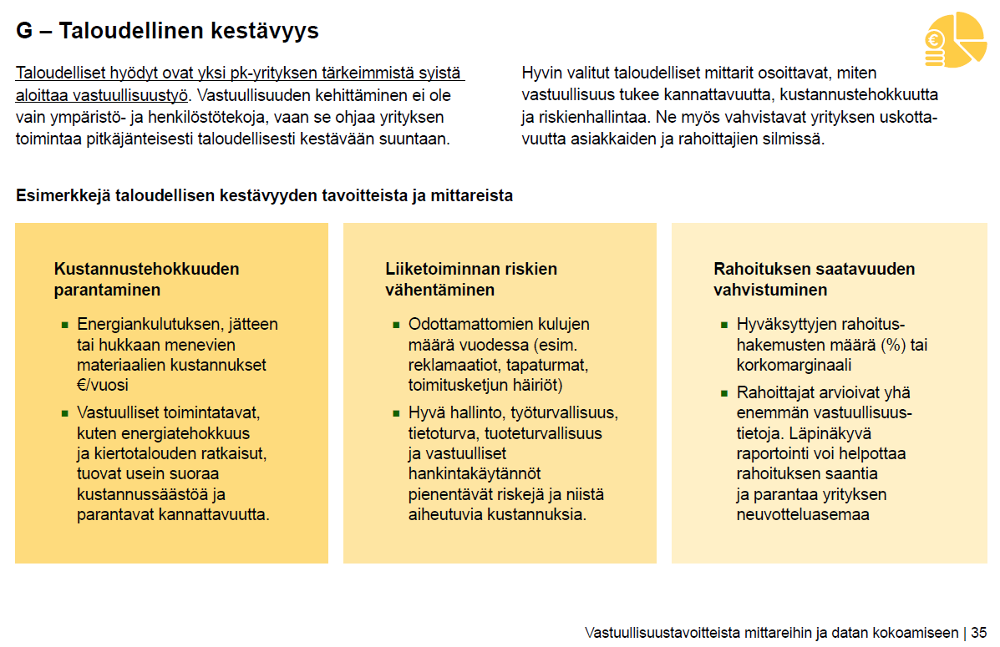 G – Taloudellinen kestävyys
€
Taloudelliset hyödyt ovat yksi pk-yrityksen tärkeimmistä syistä
aloittaa vastuullisuustyö. Vastuullisuuden kehittäminen ei ole
vain ympäristö- ja henkilöstötekoja, vaan se ohjaa yrityksen
toimintaa pitkäjänteisesti taloudellisesti kestävään suuntaan.
Hyvin valitut taloudelliset mittarit osoittavat, miten
vastuullisuus tukee kannattavuutta, kustannustehokkuutta
ja riskienhallintaa. Ne myös vahvistavat yrityksen uskotta-
vuutta asiakkaiden ja rahoittajien silmissä.
Esimerkkejä taloudellisen kestävyyden tavoitteista ja mittareista
Kustannustehokkuuden
parantaminen
▪ Energiankulutuksen, jätteen
tai hukkaan menevien
materiaalien kustannukset
€/vuosi
▪ Vastuulliset toimintatavat,
kuten energiatehokkuus
ja kiertotalouden ratkaisut,
tuovat usein suoraa
kustannussäästöä ja
parantavat kannattavuutta.
Liiketoiminnan riskien
vähentäminen
▪ Odottamattomien kulujen
määrä vuodessa (esim.
reklamaatiot, tapaturmat,
toimitusketjun häiriöt)
▪ Hyvä hallinto, työturvallisuus,
tietoturva, tuoteturvallisuus
ja vastuulliset
hankintakäytännöt
pienentävät riskejä ja niistä
aiheutuvia kustannuksia.
Rahoituksen saatavuuden
vahvistuminen
▪ Hyväksyttyjen rahoitus-
hakemusten määrä (%) tai
korkomarginaali
▪ Rahoittajat arvioivat yhä
enemmän vastuullisuus-
tietoja. Läpinäkyvä
raportointi voi helpottaa
rahoituksen saantia
ja parantaa yrityksen
neuvotteluasemaa
Vastuullisuustavoitteista mittareihin ja datan kokoamiseen | 35